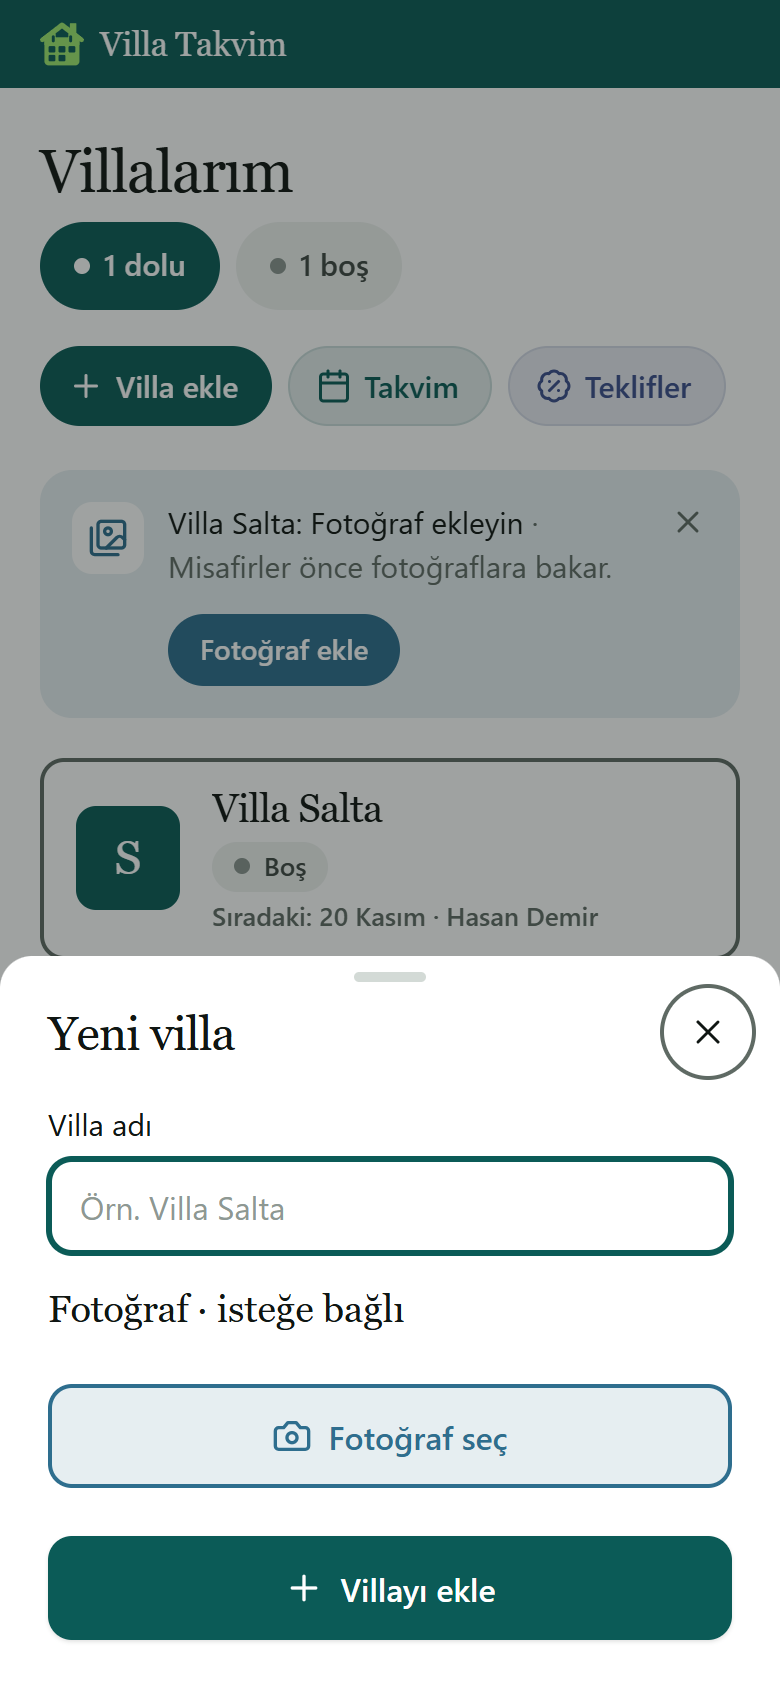 Villa Takvim
Villalarım
1 dolu
1 boş
Villa ekle
Takvim
Teklifler
Villa Salta: Fotoğraf ekleyin ·
Misafirler önce fotoğraflara bakar.
Fotoğraf ekle
S
Villa Salta
Boş
Sıradaki: 20 Kasım · Hasan Demir
Yeni villa
Villa adı
Örn. Villa Salta
Fotoğraf · isteğe bağlı
Fotoğraf seç
Villayı ekle